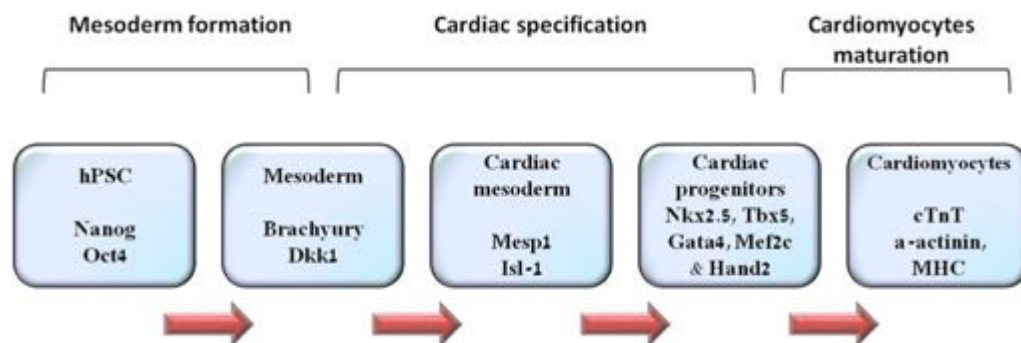 Mesoderm formation
Cardiac specification
Cardiomyocytes
maturation
hPSC
Nanog
Oct4
Mesoderm
Brachyury
Dkk1
Cardiac
mesoderm
Mesp1
Isl-1
Cardiac
progenitors
Nkx2.5, Tbx5,
Gata4, Mef2c
& Hand2
Cardiomyocytes
cTnT
a-actinin,
MHC